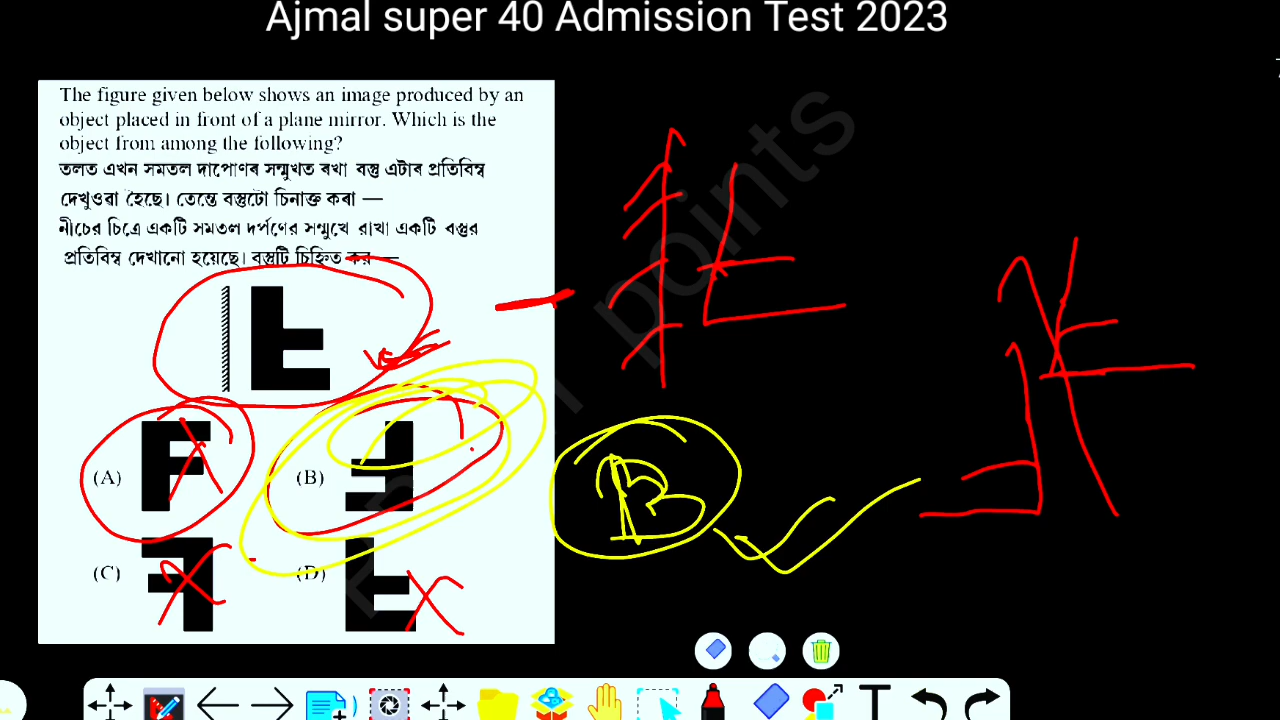 Ajmal super 40 Admission Test 2023
The figure given below shows an image produced by an
object placed in front of a plane mirror. Which is the
object from among the following?
তলত এখন সমতল দাপোণৰ সন্মুখত ৰখা বস্তু এটাৰ প্ৰতিবিম্ব
দেখুওৱা হৈছে। তেন্তে বস্তুটো চিনাক্ত কৰা —
নীচের চিত্রে একটি সমতল দর্পণের সন্মুখে রাখা একটি বস্তুর
প্রতিবিম্ব দেখানো হয়েছে। বস্তুটি চিহ্নিত কর —
(A)
(B)
(C)
(D)
B
points
T